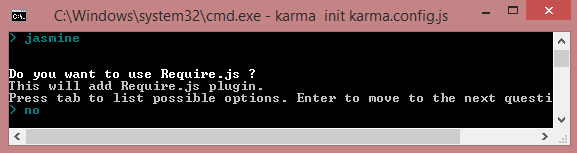 C:\Windows\system32\cmd.exe - karma  init karma.config.js
> jasmine
Do you want to use Require.js ?
This will add Require.js plugin.
Press tab to list possible options. Enter to move to the next questi
> no